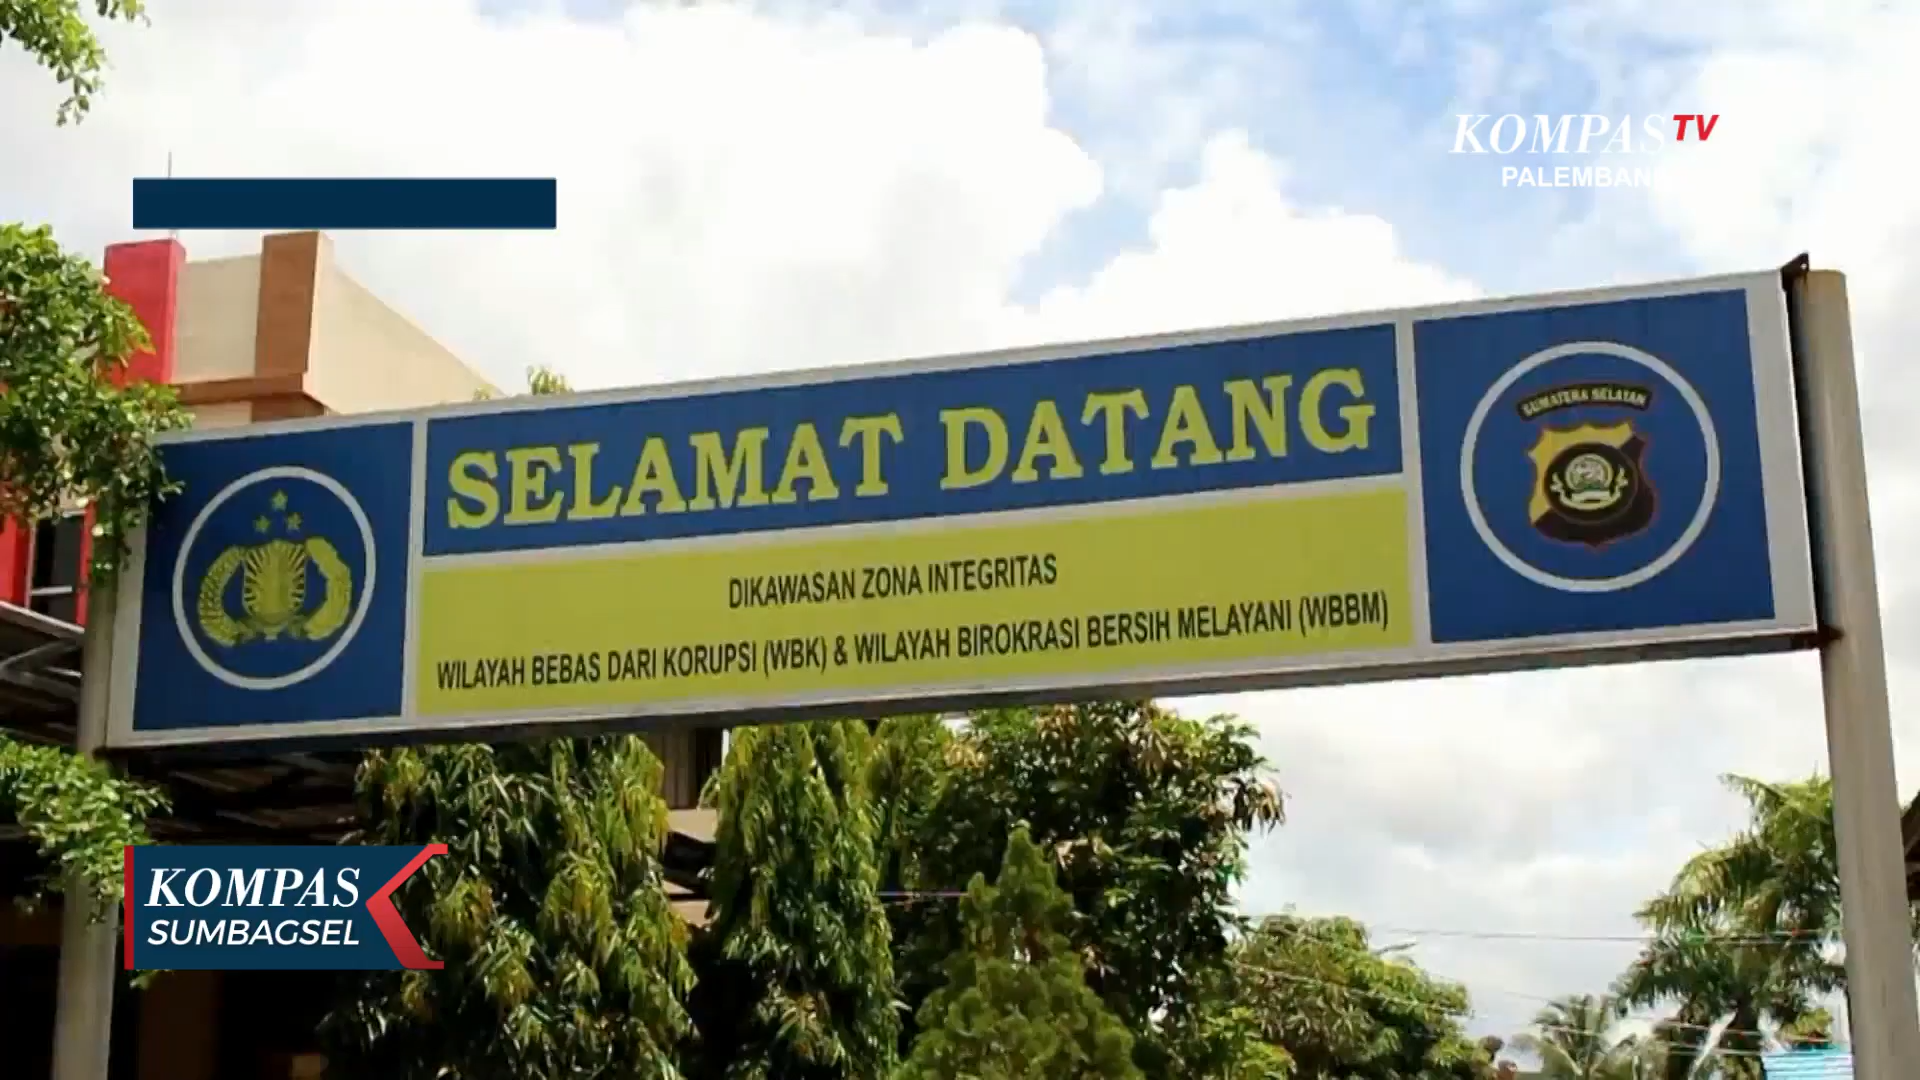 KOMPAS TV
PALEMBAN
SUMATERA SELATAN
SELAMAT DATANG
DIKAWASAN ZONA INTEGRITAS
WILAYAH BEBAS DARI KORUPSI (WBK) & WILAYAH BIROKRASI BERSIH MELAYANI (WBBM)
KOMPAS
SUMBAGSEL